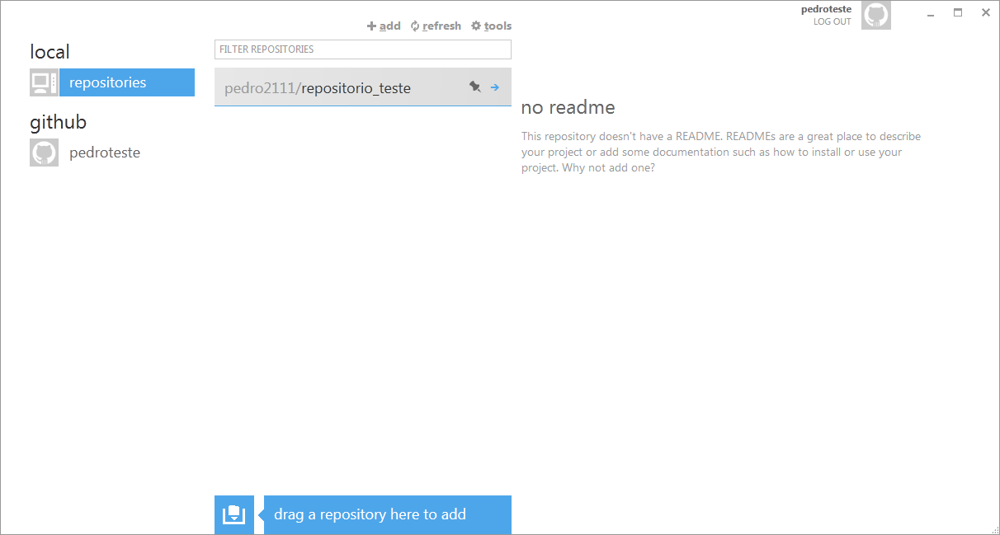 pedroteste
LOG OUT
add refresh tools
local
FILTER REPOSITORIES
repositories
pedro2111/repositorio_teste
github
pedroteste
no readme
This repository doesn't have a README. READMEs are a great place to describe
your project or add some documentation such as how to install or use your
project. Why not add one?
drag a repository here to add